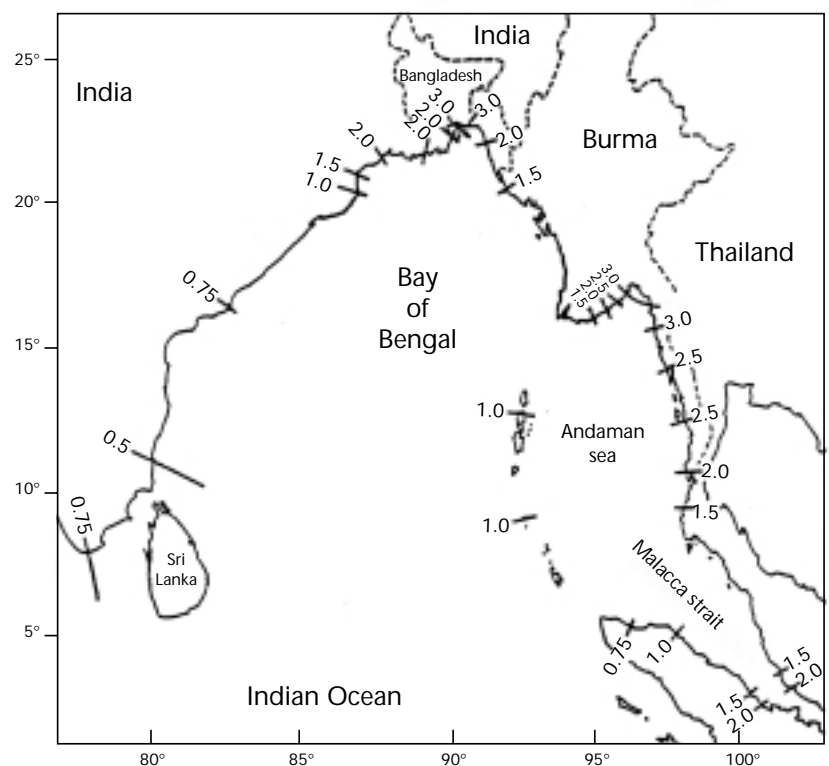 India
25°
Bangladesh
India
3.0
3.0
2.0
2.0
2.0
2.0
Burma
1.5
1.0
1.5
20°
Thailand
0.75
Bay
of
Bengal
3.0
2.5
2.0
1.5
3.0
15°
2.5
1.0
2.5
Andaman
sea
0.5
2.0
10°
0.75
1.5
1.0
Sri
Lanka
Malacca strait
5°
0.75
1.0
1.5
2.0
Indian Ocean
1.5
2.0
80°
85°
90°
95°
100°